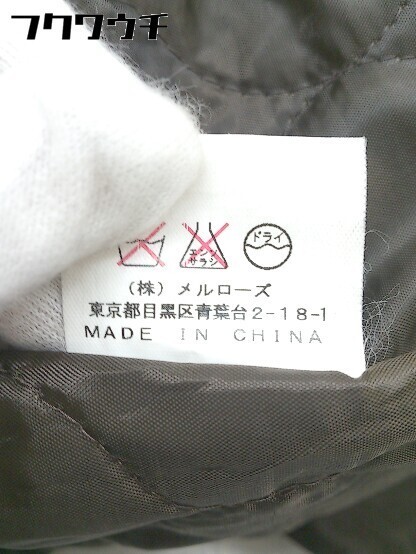 フクワウチ
エンソ
サラシ
ドライ
(株) メルローズ
東京都目黒区青葉台2-18-1
MADE IN CHINA